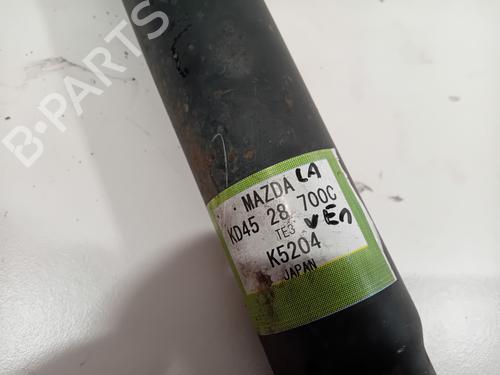 B-PARTS
MAZDA LA
KD45 28 700C
TE3 VEN
K5204
JAPAN